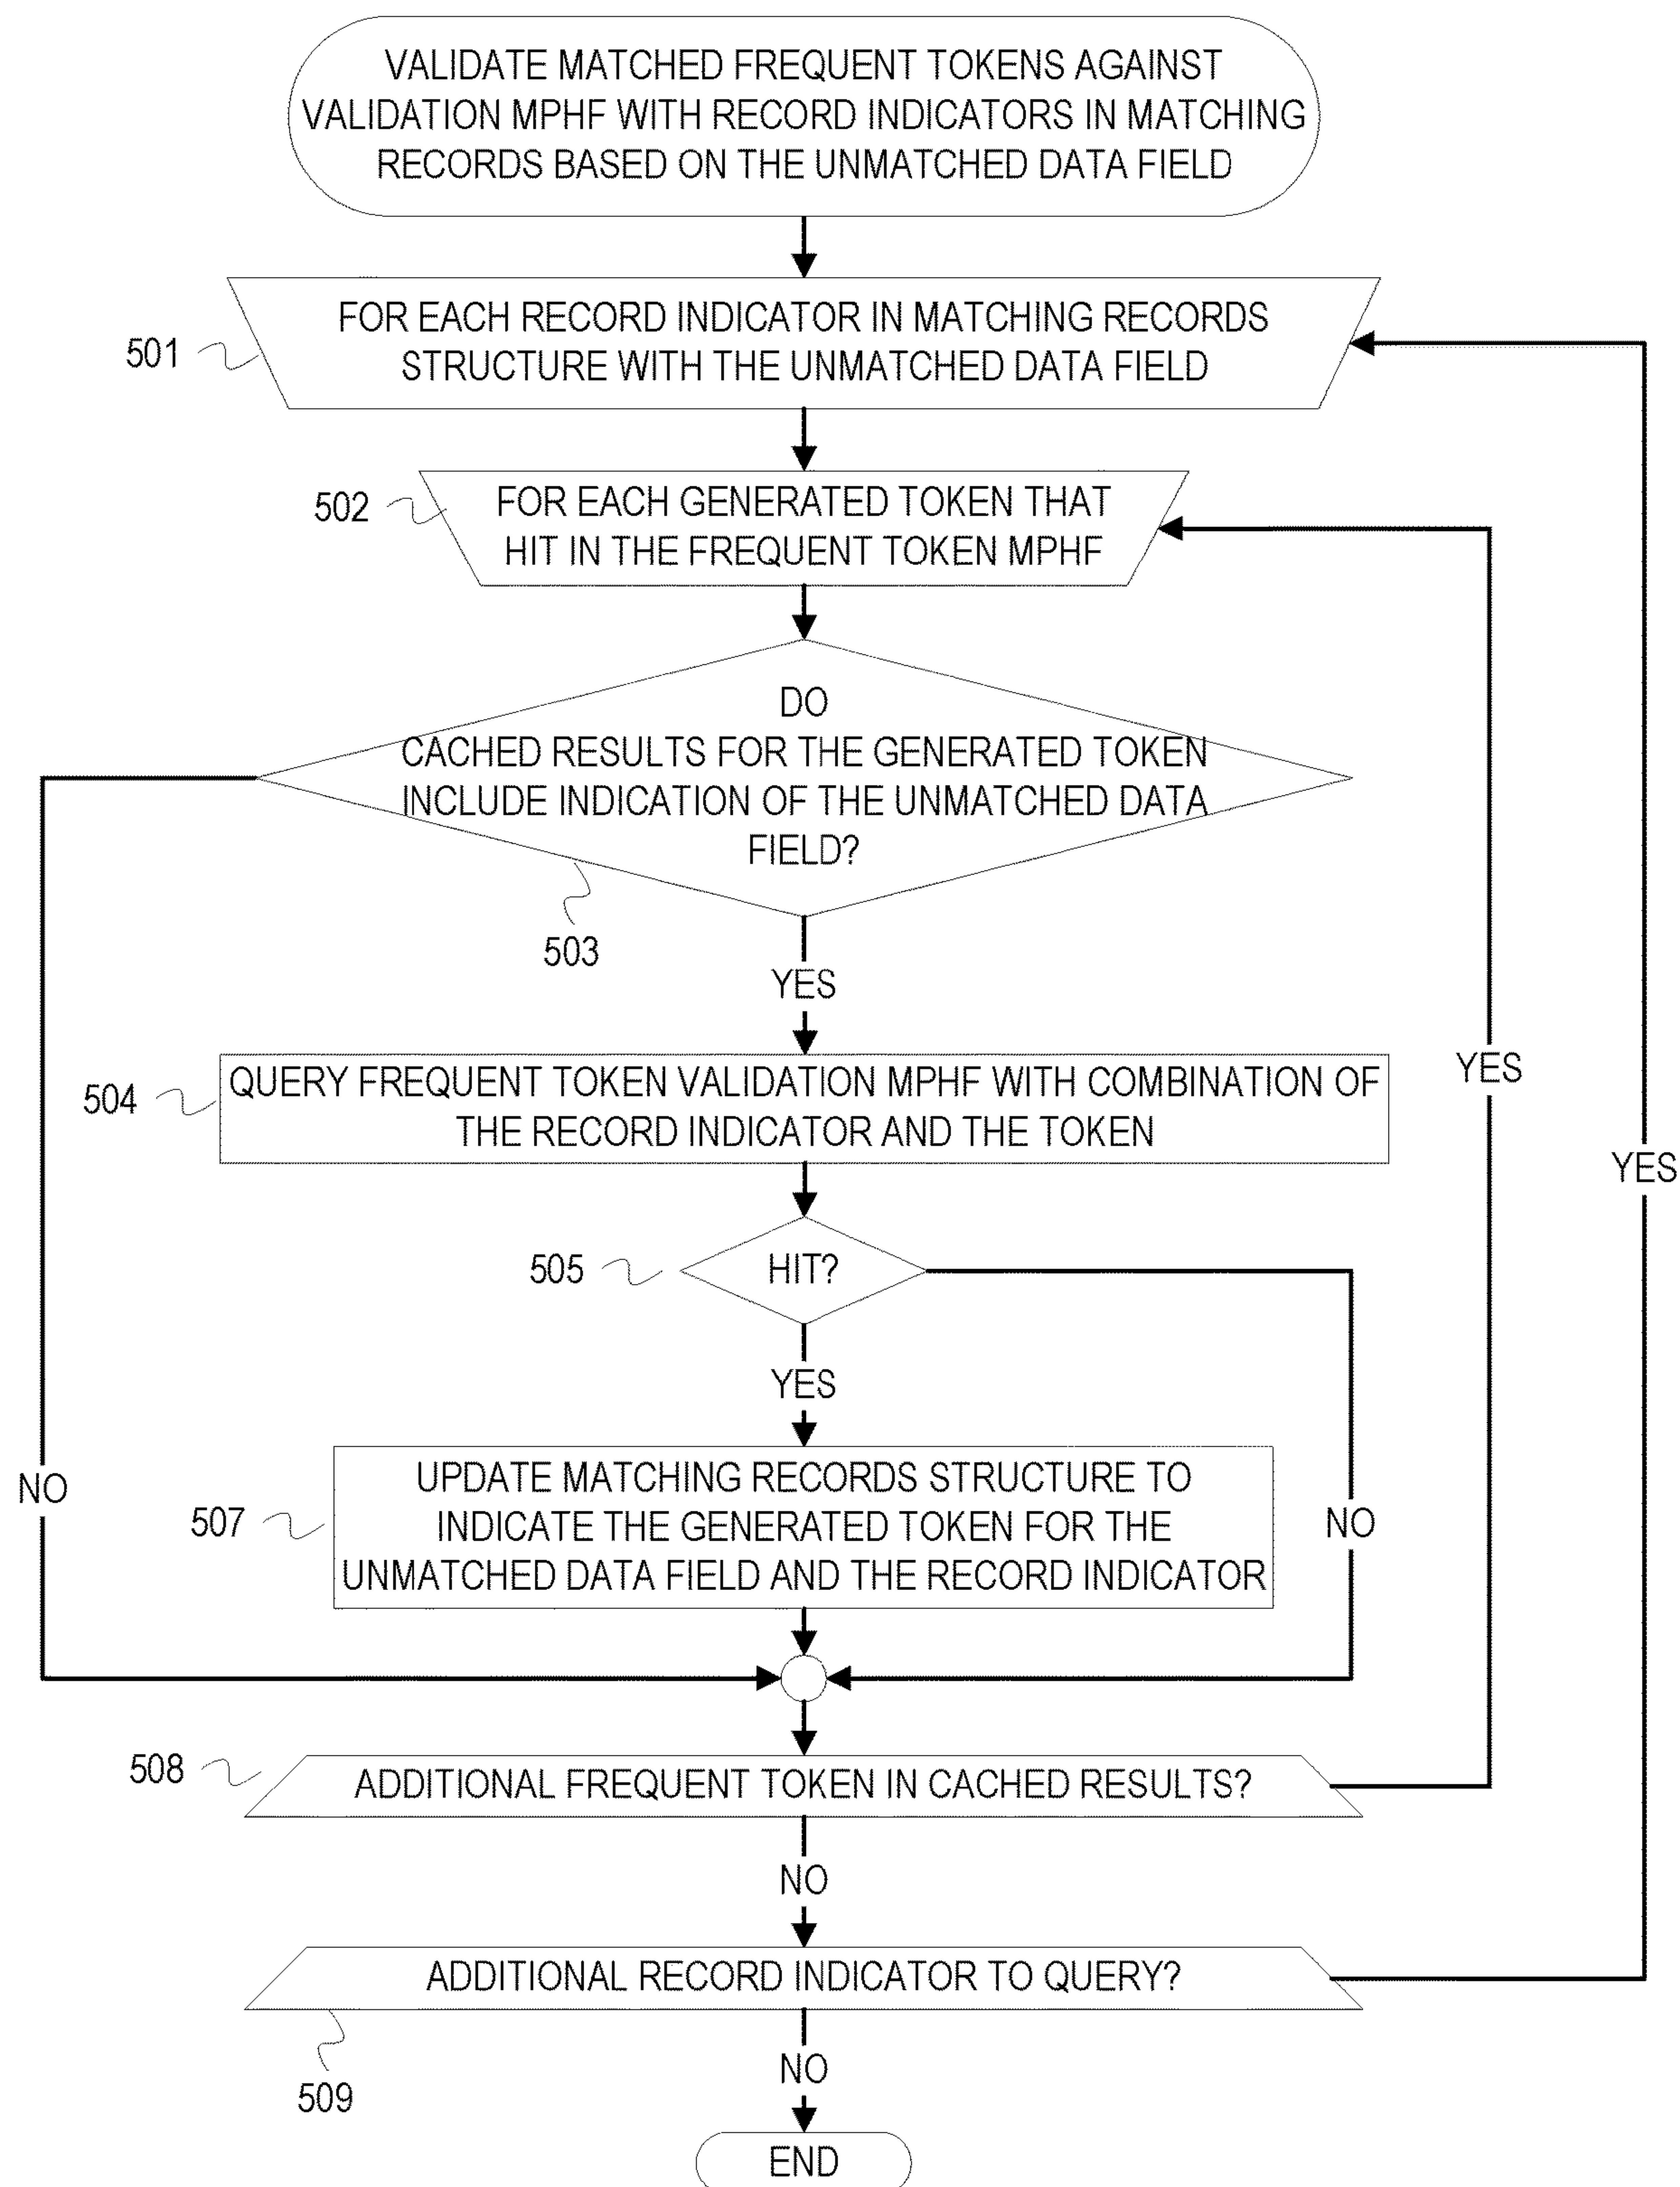 VALIDATE MATCHED FREQUENT TOKENS AGAINST
VALIDATION MPHF WITH RECORD INDICATORS IN MATCHING
RECORDS BASED ON THE UNMATCHED DATA FIELD
501
FOR EACH RECORD INDICATOR IN MATCHING RECORDS
STRUCTURE WITH THE UNMATCHED DATA FIELD
502
FOR EACH GENERATED TOKEN THAT
HIT IN THE FREQUENT TOKEN MPHF
DO
CACHED RESULTS FOR THE GENERATED TOKEN
INCLUDE INDICATION OF THE UNMATCHED DATA
FIELD?
503
YES
504
QUERY FREQUENT TOKEN VALIDATION MPHF WITH COMBINATION OF
THE RECORD INDICATOR AND THE TOKEN
YES
YES
505
HIT?
YES
NO
507
UPDATE MATCHING RECORDS STRUCTURE TO
INDICATE THE GENERATED TOKEN FOR THE
UNMATCHED DATA FIELD AND THE RECORD INDICATOR
NO
508
ADDITIONAL FREQUENT TOKEN IN CACHED RESULTS?
NO
ADDITIONAL RECORD INDICATOR TO QUERY?
509
NO
END